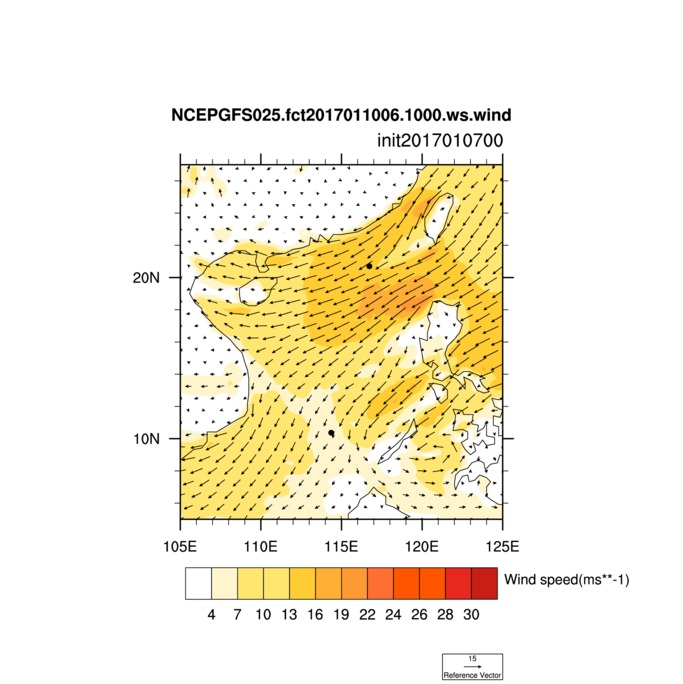 NCEPGFS025.fct2017011006.1000.ws.wind
init2017010700
20N
10N
105E 110E 115E 120E 125E
Wind speed(ms**-1)
4 7 10 13 16 19 22 24 26 28 30
15
Reference Vector